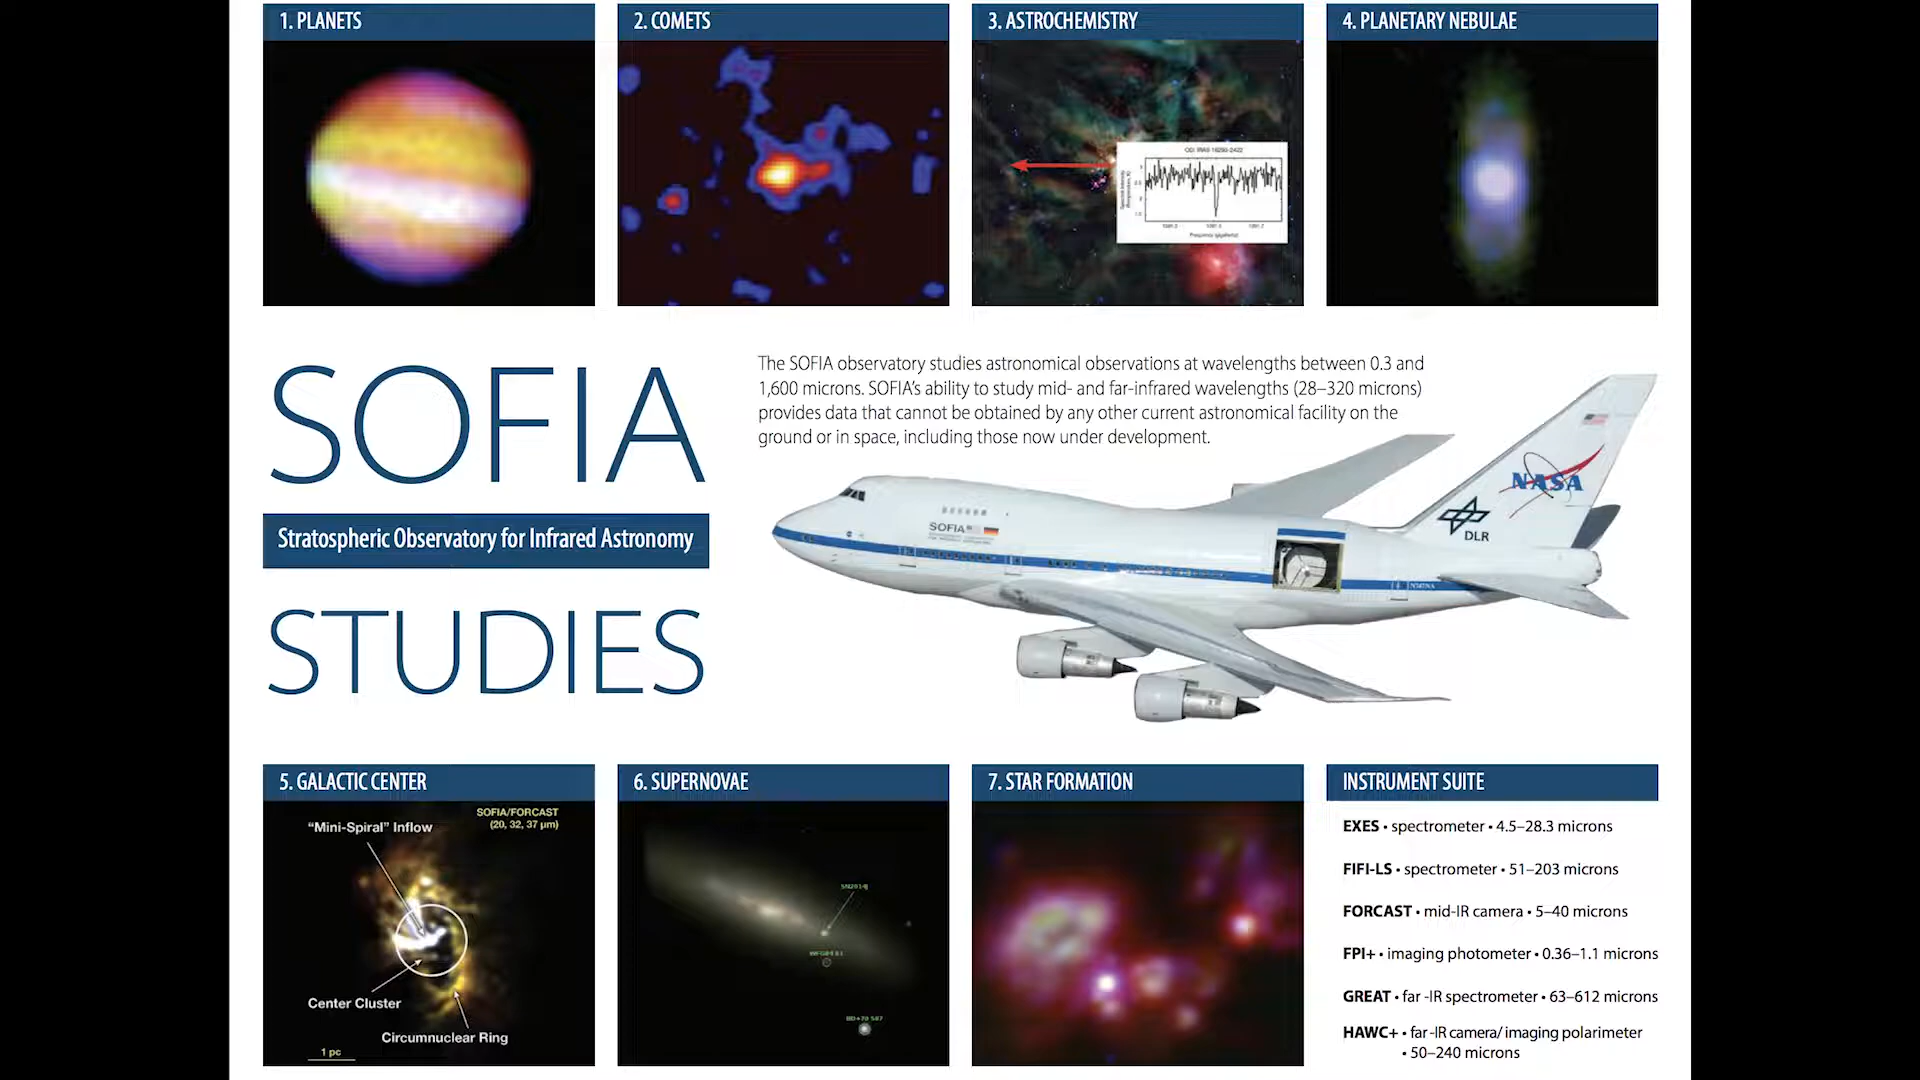 1. PLANETS
2. COMETS
3. ASTROCHEMISTRY
4. PLANETARY NEBULAE
SOFIA
Stratospheric Observatory for Infrared Astronomy
STUDIES
The SOFIA observatory studies astronomical observations at wavelengths between 0.3 and
1,600 microns. SOFIA's ability to study mid- and far-infrared wavelengths (28–320 microns)
provides data that cannot be obtained by any other current astronomical facility on the
ground or in space, including those now under development.
SOFIA
NASA
DLR
5. GALACTIC CENTER
SOFIA/FORCAST
(20, 32, 37 µm)
"Mini-Spiral" Inflow
Center Cluster
Circumnuclear Ring
1 pc
6. SUPERNOVAE
SN2014J
7. STAR FORMATION
INSTRUMENT SUITE
EXES • spectrometer • 4.5–28.3 microns
FIFI-LS • spectrometer • 51–203 microns
FORCAST • mid-IR camera • 5–40 microns
FPI+ • imaging photometer • 0.36–1.1 microns
GREAT • far -IR spectrometer • 63–612 microns
HAWC+ • far -IR camera/ imaging polarimeter
• 50–240 microns